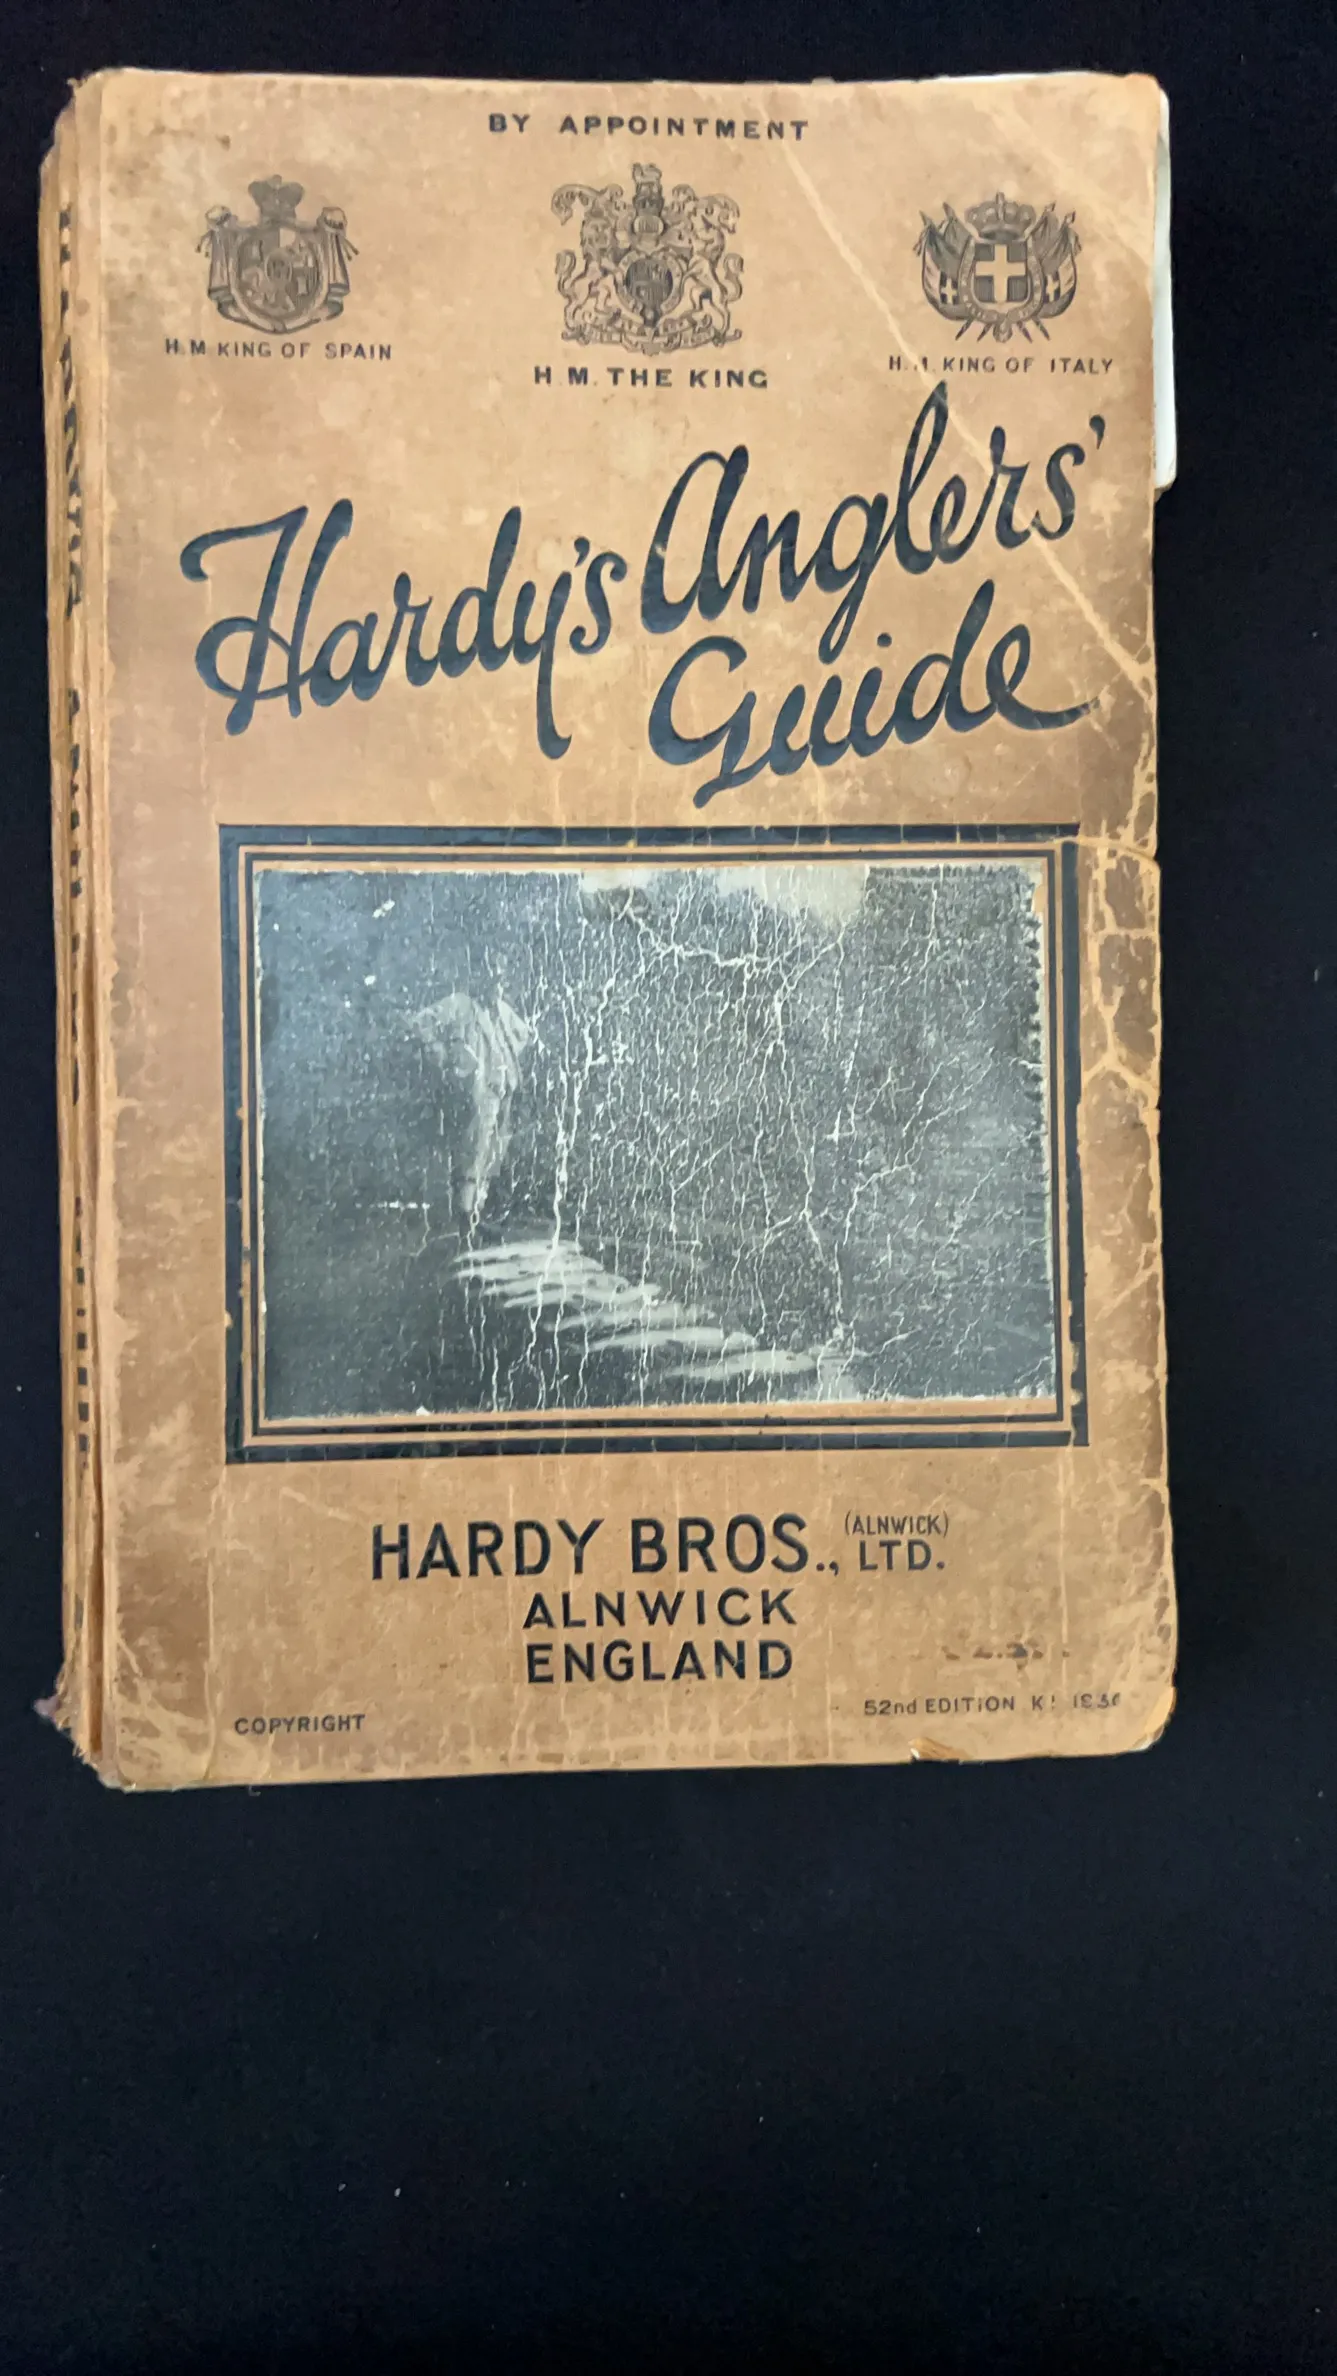 BY APPOINTMENT
H.M KING OF SPAIN
H.M. THE KING
H.M. KING OF ITALY
Hardy's Anglers'
Guide
HARDY BROS., (ALNWICK) LTD.
ALNWICK
ENGLAND
COPYRIGHT
52nd EDITION